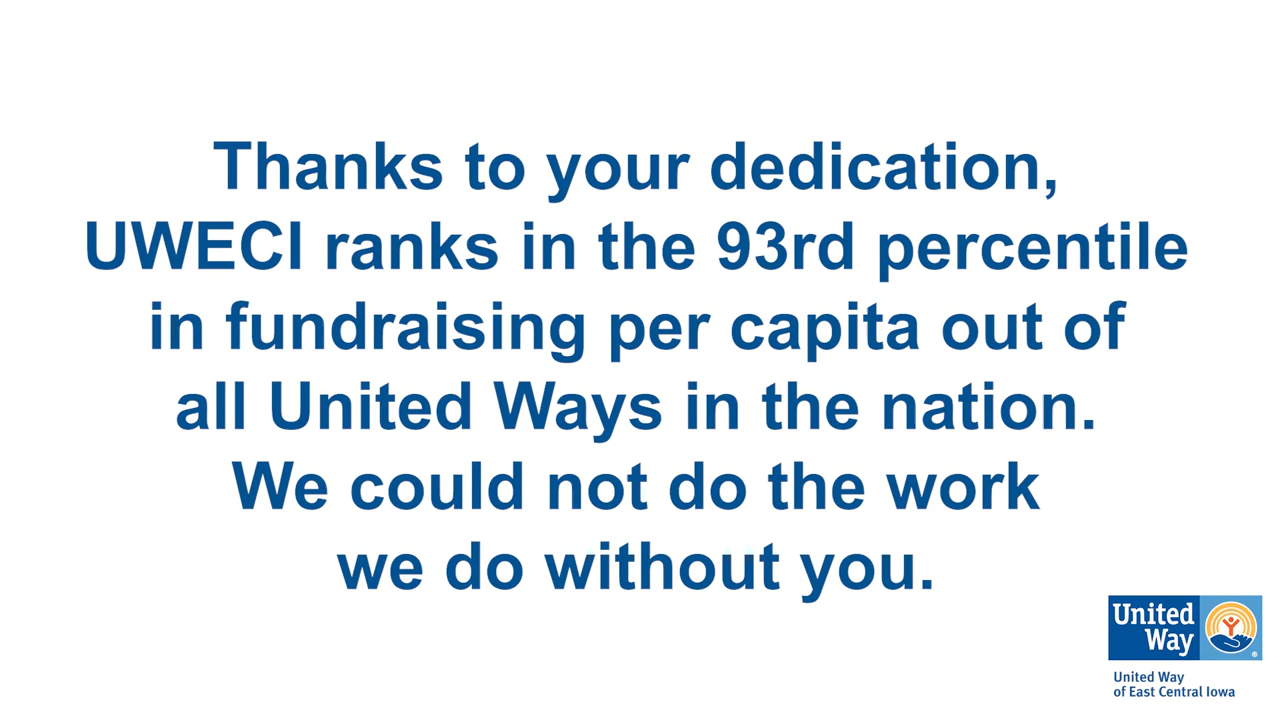 Thanks to your dedication,
UWECI ranks in the 93rd percentile
in fundraising per capita out of
all United Ways in the nation.
We could not do the work
we do without you.
United
Way
®
United Way
of East Central Iowa